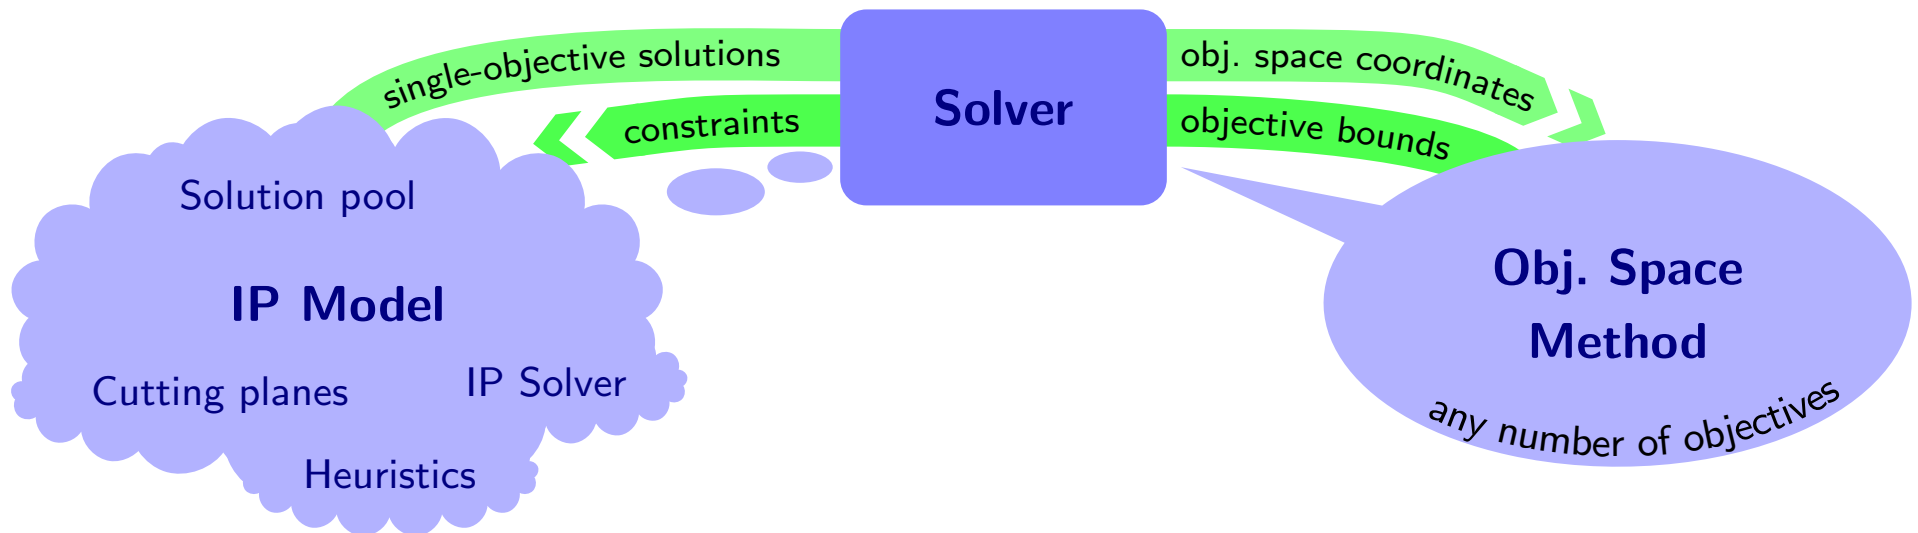 single-objective solutions
constraints
Solver
obj. space coordinates
objective bounds
Solution pool
IP Model
Cutting planes
IP Solver
Heuristics
Obj. Space
Method
any number of objectives